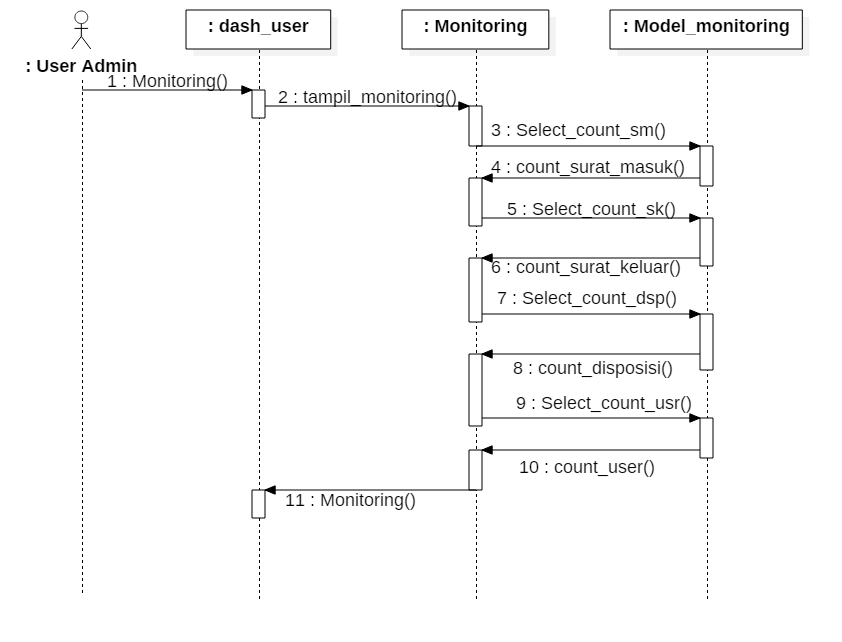 : dash_user
: Monitoring
: Model_monitoring
: User Admin
1 : Monitoring()
2 : tampil_monitoring()
3 : Select_count_sm()
4 : count_surat_masuk()
5 : Select_count_sk()
6 : count_surat_keluar()
7 : Select_count_dsp()
8 : count_disposisi()
9 : Select_count_usr()
10 : count_user()
11 : Monitoring()